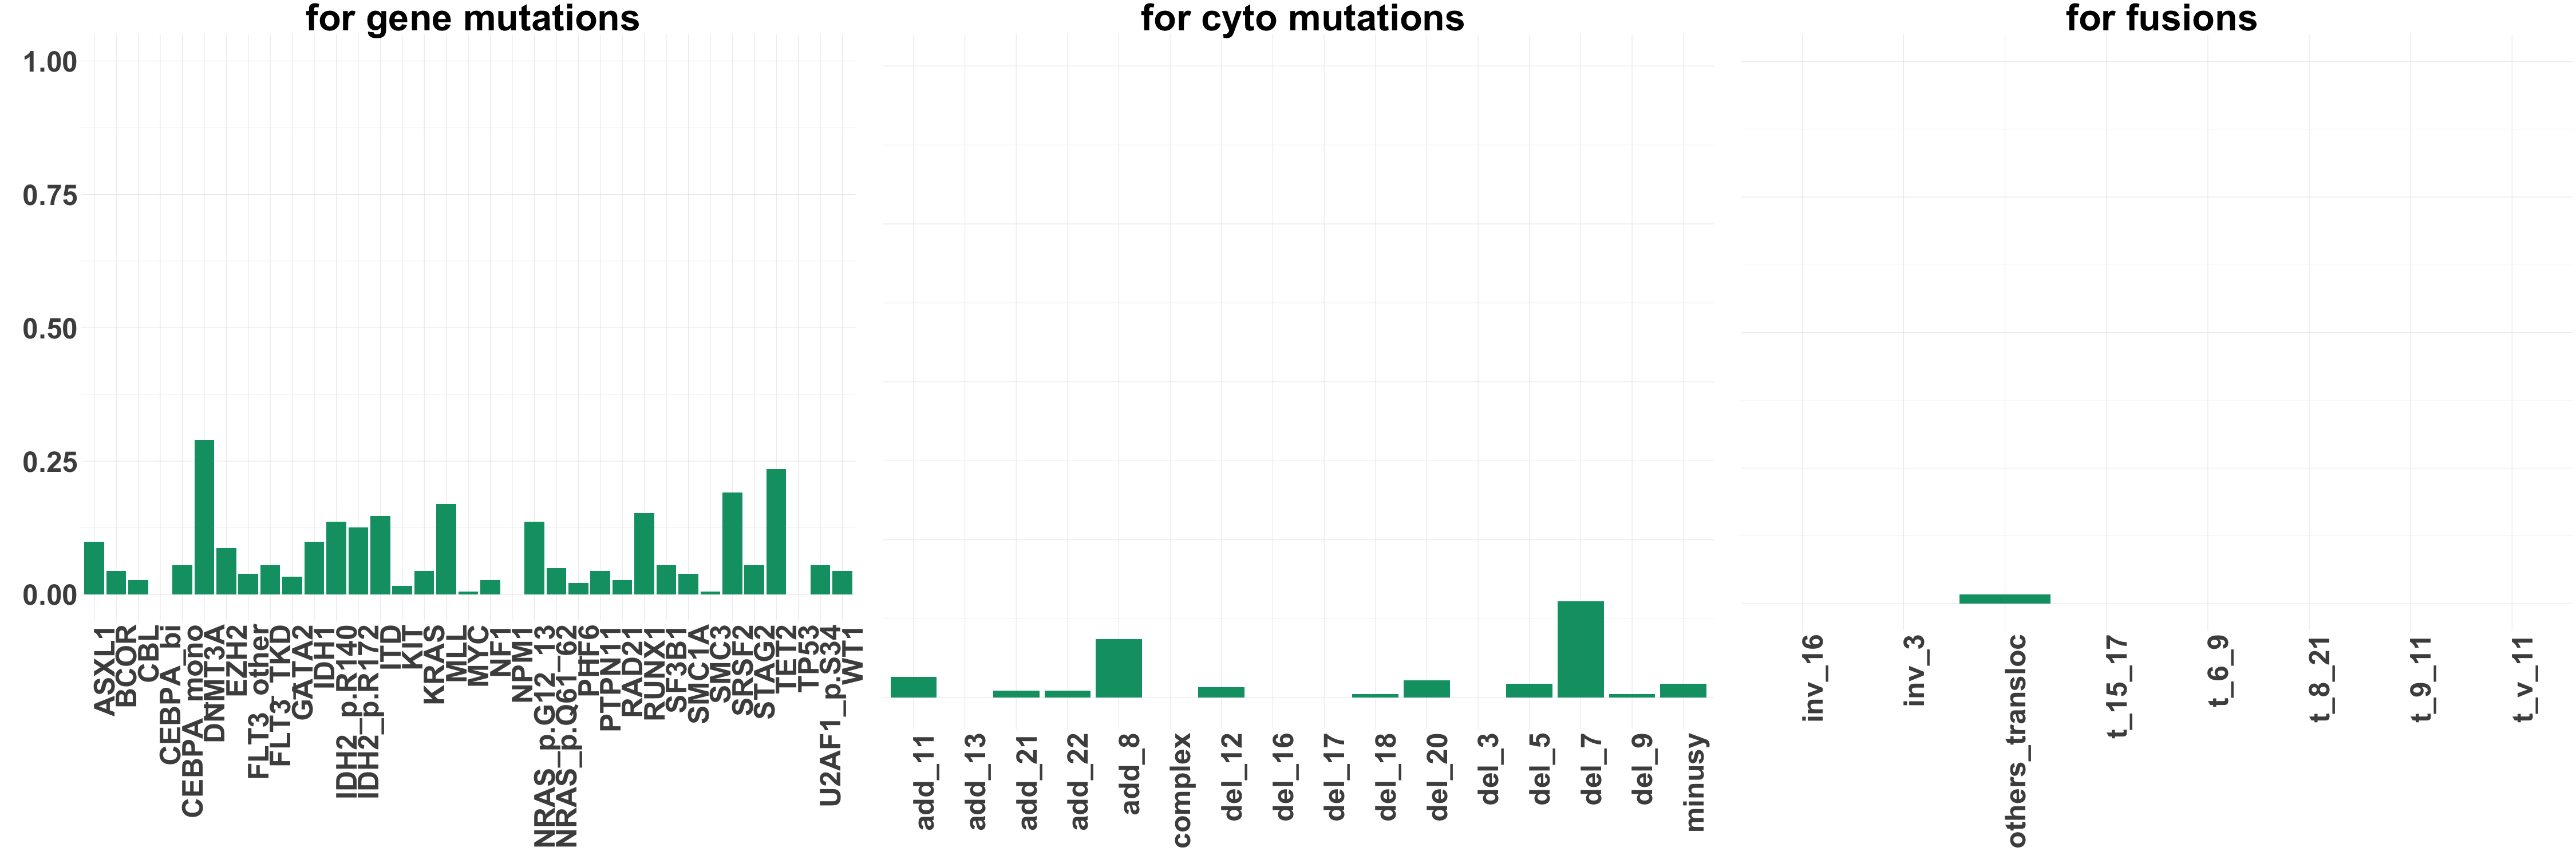 for gene mutations
for cyto mutations
for fusions
1.00
0.75
0.50
0.25
0.00
ASXL1
BCOR
CBL
CEBPA_bi
CEBPA_mono
DNMT3A
EZH2
FLT3_other
FLT3_TKD
GATA2
IDH1
IDH2_p.R140
IDH2_p.R172
ITD
KIT
KRAS
MLL
MYC
NF1
NPM1
NRAS_p.G12_13
NRAS_p.Q61_62
PHF6
PTPN11
RAD21
RUNX1
SF3B1
SMC1A
SMC3
SRSF2
STAG2
TET2
TP53
U2AF1_p.S34
WT1
add_11
add_13
add_21
add_22
add_8
complex
del_12
del_16
del_17
del_18
del_20
del_3
del_5
del_7
del_9
minusy
inv_16
inv_3
others_transloc
t_15_17
t_6_9
t_8_21
t_9_11
t_v_11